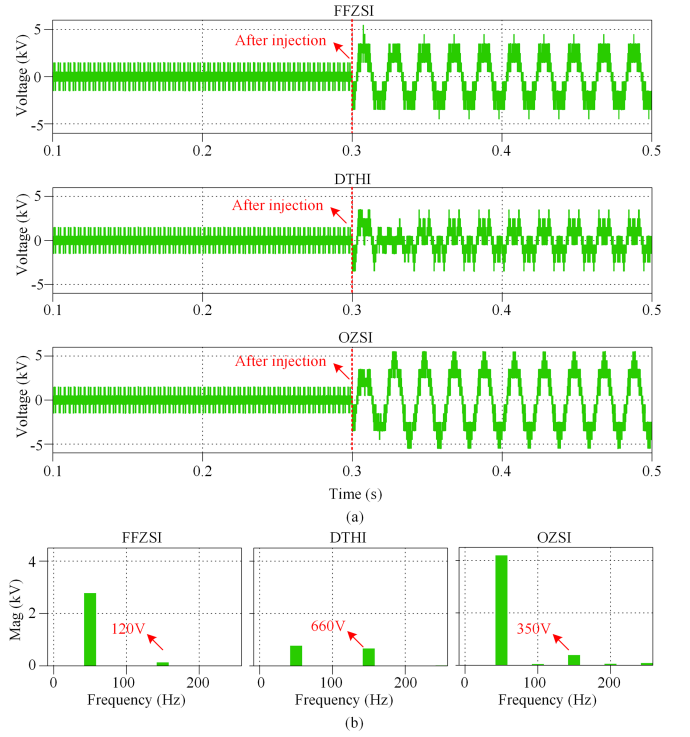 FFZSI
After injection
Voltage (kV)
5
0
-5
0.1 0.2 0.3 0.4 0.5
DTHI
After injection
Voltage (kV)
5
0
-5
0.1 0.2 0.3 0.4 0.5
OZSI
After injection
Voltage (kV)
5
0
-5
0.1 0.2 0.3 0.4 0.5
Time (s)
(a)
FFZSI DTHI OZSI
Mag (kV)
4
2
0
120V 660V 350V
0 100 200 0 100 200 0 100 200
Frequency (Hz) Frequency (Hz) Frequency (Hz)
(b)